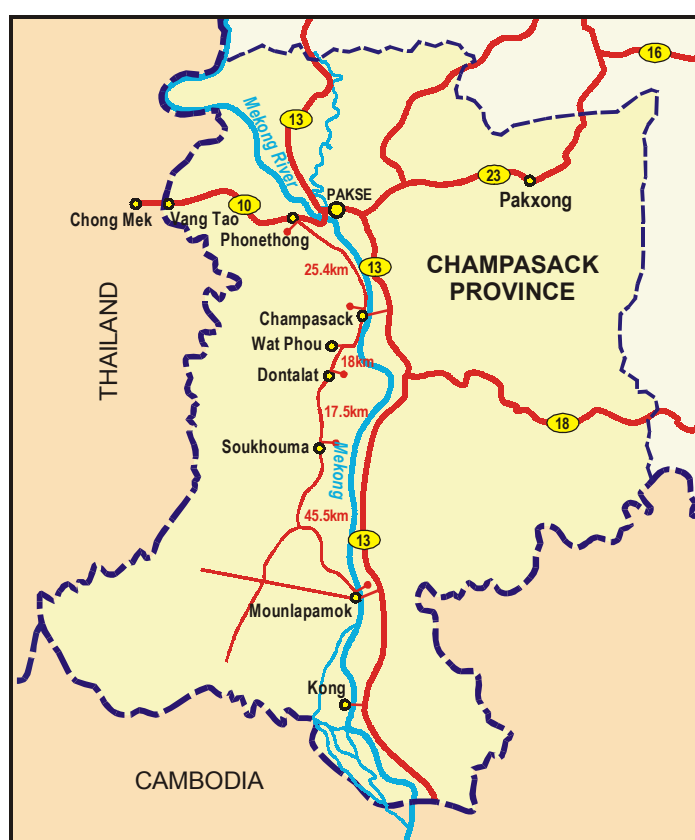 16
13
Mekong River
23
PAKSE
Pakxong
10
Chong Mek
Vang Tao
Phonethong
25.4km
13
CHAMPASACK
PROVINCE
THAILAND
Champasack
Wat Phou
18km
Dontalat
17.5km
18
Soukhouma
Mekong
45.5km
13
Mounlapamok
Kong
CAMBODIA